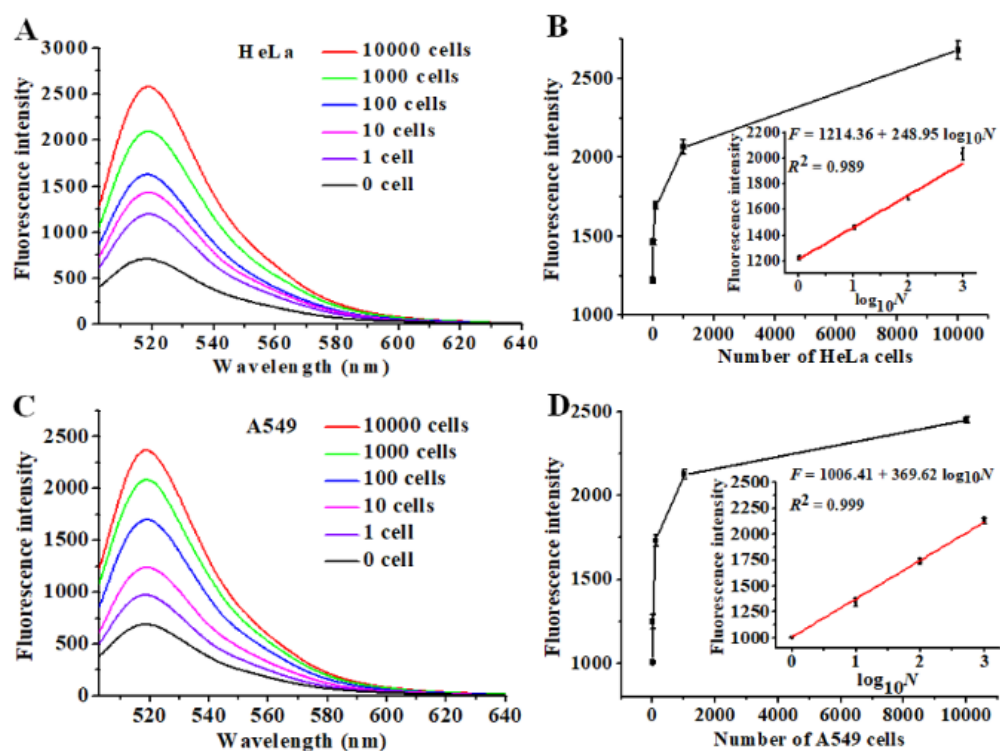 A
HeLa
10000 cells
1000 cells
100 cells
10 cells
1 cell
0 cell
3000
2500
2000
1500
1000
500
0
Fluorescence intensity
520 540 560 580 600 620 640
Wavelength (nm)
B
2500
2000
1500
1000
Fluorescence intensity
0 2000 4000 6000 8000 10000
Number of HeLa cells
F = 1214.36 + 248.95 log10N
R² = 0.989
2200
2000
1800
1600
1400
1200
Fluorescence intensity
0 1 2 3
log10N
C
A549
10000 cells
1000 cells
100 cells
10 cells
1 cell
0 cell
2500
2000
1500
1000
500
0
Fluorescence intensity
520 540 560 580 600 620 640
Wavelength (nm)
D
2500
2000
1500
1000
Fluorescence intensity
0 2000 4000 6000 8000 10000
Number of A549 cells
F = 1006.41 + 369.62 log10N
R² = 0.999
2500
2250
2000
1750
1500
1250
1000
Fluorescence intensity
0 1 2 3
log10N